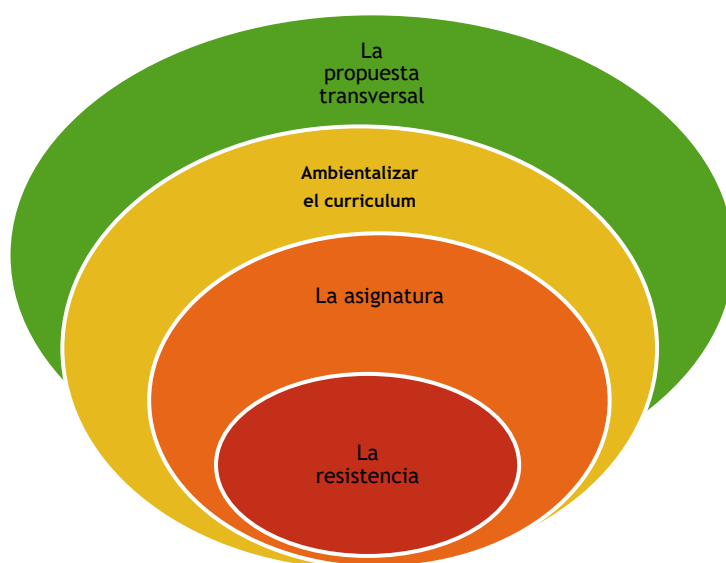 La
propuesta
transversal
Ambientalizar
el curriculum
La asignatura
La
resistencia